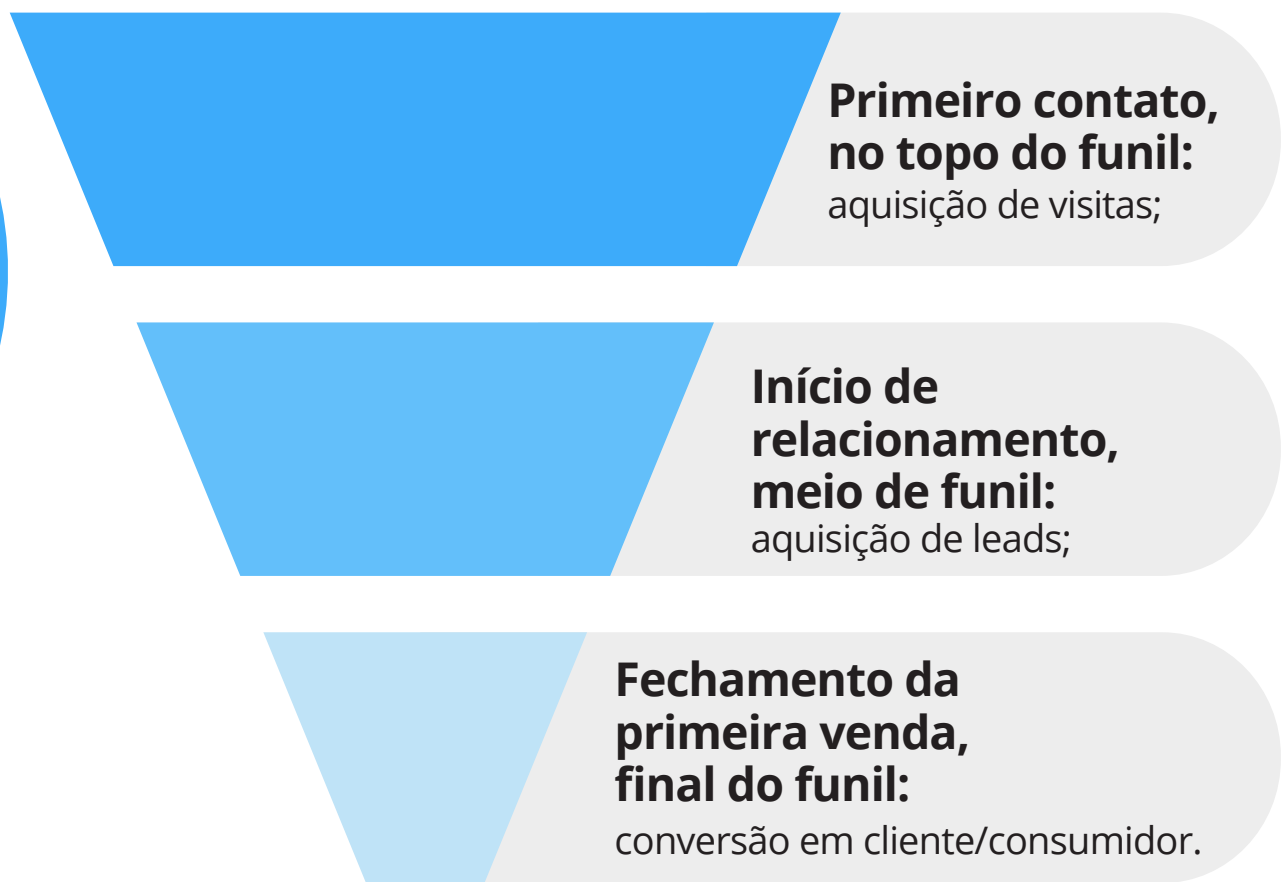 Primeiro contato,
no topo do funil:
aquisição de visitas;
Início de
relacionamento,
meio de funil:
aquisição de leads;
Fechamento da
primeira venda,
final do funil:
conversão em cliente/consumidor.